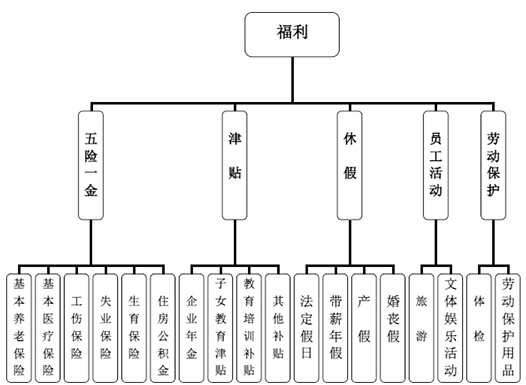 福利
五险一金
津贴
休假
员工活动
劳动保护
基本养老保险
基本医疗保险
工伤保险
失业保险
生育保险
住房公积金
企业年金
子女教育津贴
教育培训补贴
其他补贴
法定假日
带薪年假
产假
婚丧假
旅游
文体娱乐活动
体检
劳动保护用品